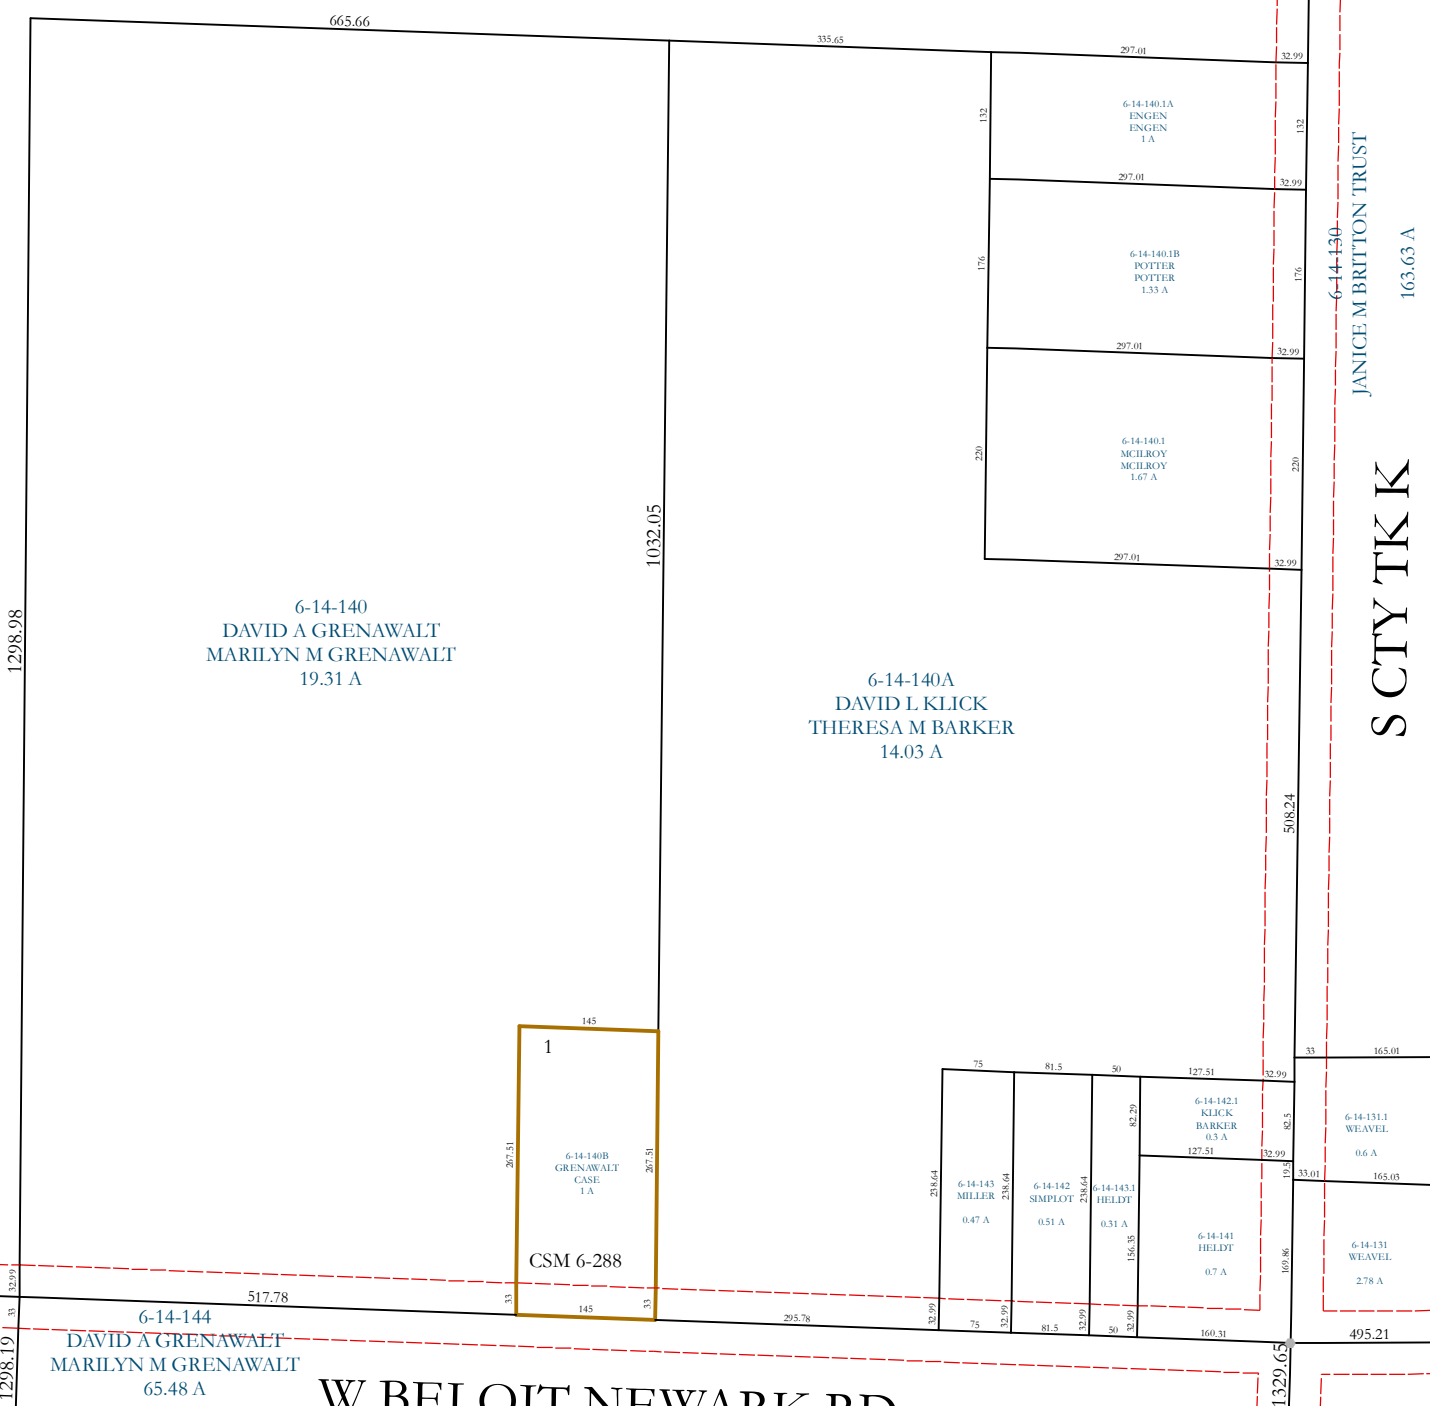 665.66
335.65
297.01
32.99
132
6-14-140.1A
ENGEN
ENGEN
1 A
132
297.01
32.99
176
6-14-140.1B
POTTER
POTTER
1.33 A
176
297.01
32.99
220
6-14-140.1
MCILROY
MCILROY
1.67 A
220
297.01
32.99
6-14-130
JANICE M BRITTON TRUST
163.63 A
S CTY TK K
1298.98
6-14-140
DAVID A GRENAWALT
MARILYN M GRENAWALT
19.31 A
1032.05
6-14-140A
DAVID L KLICK
THERESA M BARKER
14.03 A
508.24
145
1
267.51
6-14-140B
GRENAWALT
CASE
1 A
267.51
CSM 6-288
33
145
33
75
81.5
50
127.51
32.99
33
165.01
238.64
6-14-143
MILLER
0.47 A
238.64
6-14-142
SIMPLOT
0.51 A
238.64
6-14-143.1
HELDT
0.31 A
82.29
6-14-142.1
KLICK
BARKER
0.3 A
82.5
127.51
32.99
19.5
156.35
6-14-141
HELDT
0.7 A
169.86
6-14-131.1
WEAVEL
0.6 A
33.01
165.03
6-14-131
WEAVEL
2.78 A
32.99
33
517.78
295.78
32.99
75
32.99
81.5
32.99
50
32.99
160.31
495.21
6-14-144
DAVID A GRENAWALT
MARILYN M GRENAWALT
65.48 A
1298.19
1329.65
W BELOIT NEWARK RD